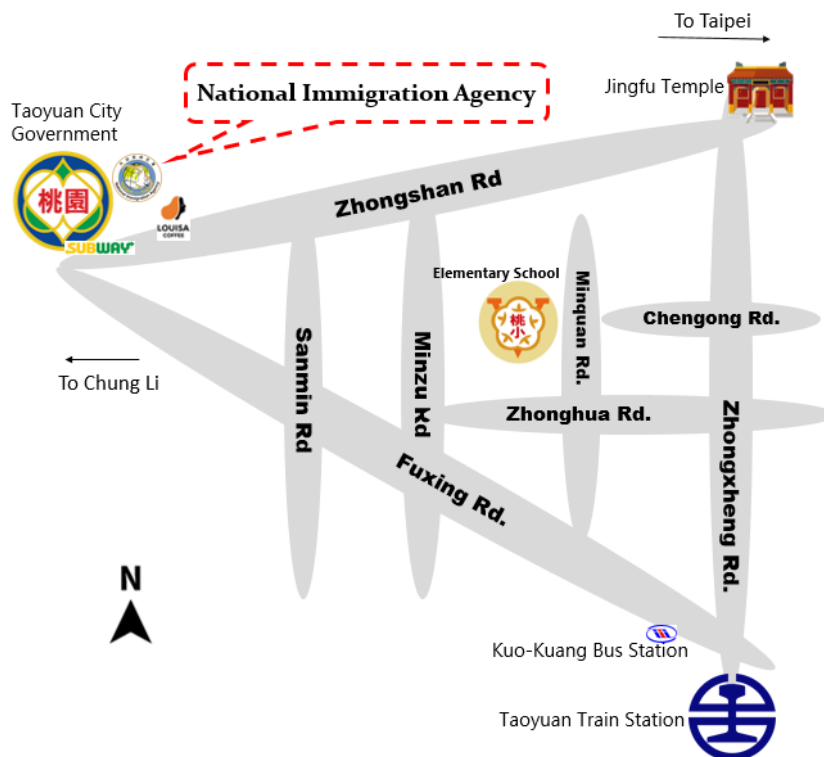 To Taipei
Jingfu Temple
National Immigration Agency
Taoyuan City
Government
桃園
SUBWAY
LOUISA
COFFEE
Zhongshan Rd
Elementary School
桃
小
Minquan Rd.
Chengong Rd.
Sanmin Rd
Minzu Rd
To Chung Li
Zhonghua Rd.
Zhongxheng Rd.
Fuxing Rd.
N
Kuo-Kuang Bus Station
Taoyuan Train Station